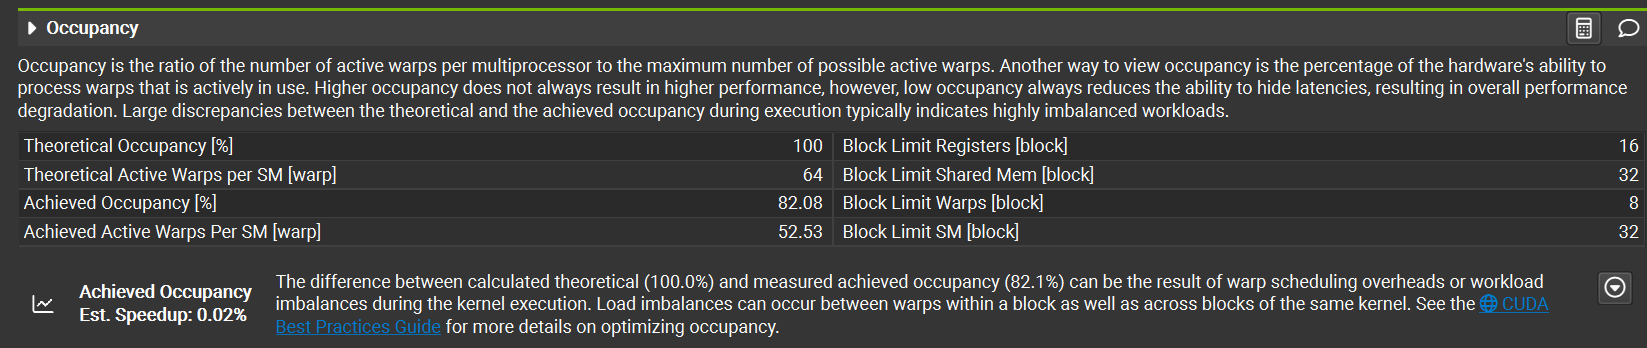 Occupancy
Occupancy is the ratio of the number of active warps per multiprocessor to the maximum number of possible active warps. Another way to view occupancy is the percentage of the hardware's ability to
process warps that is actively in use. Higher occupancy does not always result in higher performance, however, low occupancy always reduces the ability to hide latencies, resulting in overall performance
degradation. Large discrepancies between the theoretical and the achieved occupancy during execution typically indicates highly imbalanced workloads.
Theoretical Occupancy [%] 100 Block Limit Registers [block] 16
Theoretical Active Warps per SM [warp] 64 Block Limit Shared Mem [block] 32
Achieved Occupancy [%] 82.08 Block Limit Warps [block] 8
Achieved Active Warps Per SM [warp] 52.53 Block Limit SM [block] 32
Achieved Occupancy
Est. Speedup: 0.02%
The difference between calculated theoretical (100.0%) and measured achieved occupancy (82.1%) can be the result of warp scheduling overheads or workload
imbalances during the kernel execution. Load imbalances can occur between warps within a block as well as across blocks of the same kernel. See the CUDA
Best Practices Guide for more details on optimizing occupancy.